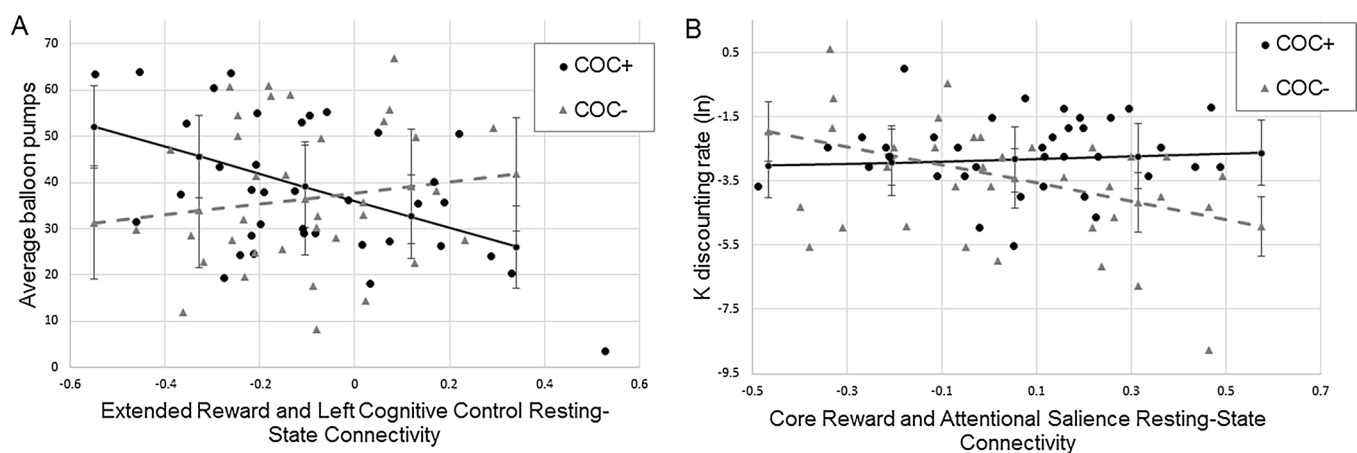 A
70
60
50
40
30
20
10
0
Average balloon pumps
-0.6
-0.4
-0.2
0
0.2
0.4
0.6
Extended Reward and Left Cognitive Control Resting-
State Connectivity
COC+
COC-
B
0.5
-1.5
-3.5
-5.5
-7.5
-9.5
K discounting rate (ln)
-0.5
-0.3
-0.1
0.1
0.3
0.5
0.7
Core Reward and Attentional Salience Resting-State
Connectivity
COC+
COC-